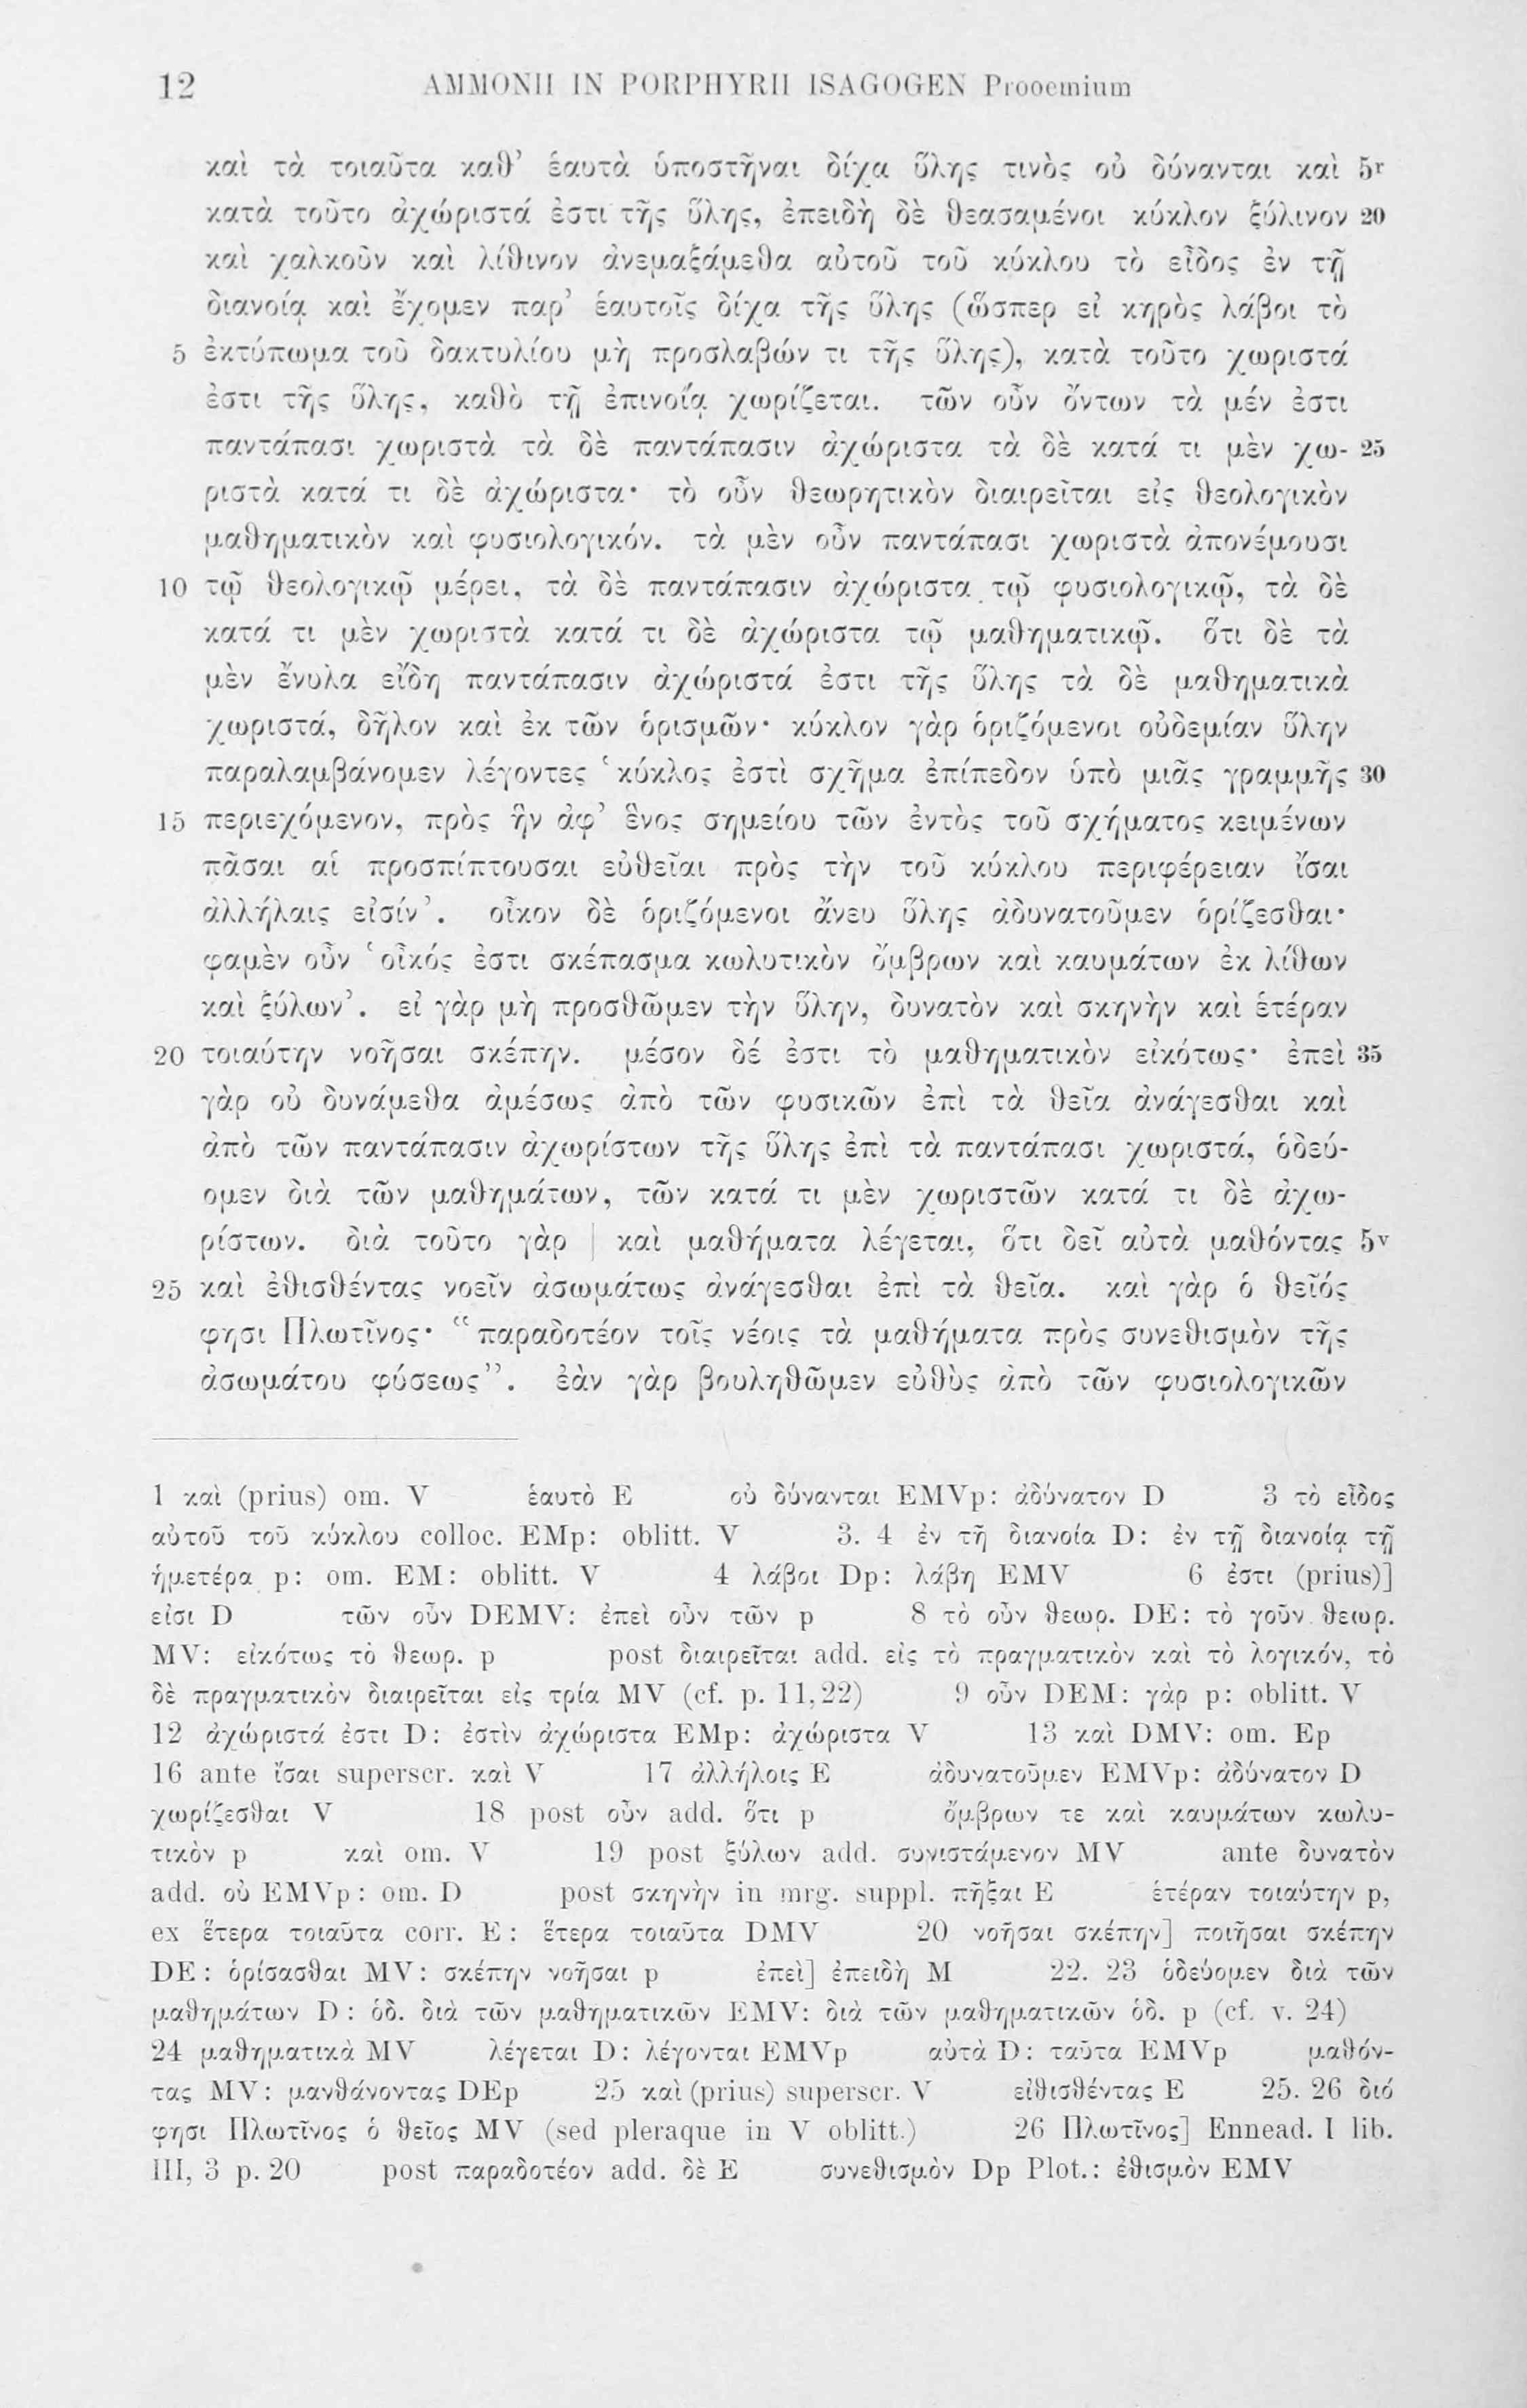 12 AMMONII IN PORPHYRII ISAGOGEN Prooemium
καὶ τὰ τοιαῦτα καθ’ ἑαυτὰ ὑποστῆναι δίχα ὕλης τινὸς οὐ δύνανται καὶ 5r
κατὰ τοῦτο ἀχώριστά ἐστι τῆς ὕλης, ἐπειδὴ δὲ θεασαμένοι κύκλον ξύλινον 20
καὶ χαλκοῦν καὶ λίθινον ἀνεμαξάμεθα αὐτοῦ τοῦ κύκλου τὸ εἶδος ἐν τῇ
διανοίᾳ καὶ ἔχομεν παρ’ ἑαυτοῖς δίχα τῆς ὕλης (ὥσπερ εἰ κηρὸς λάβοι τὸ
5 ἐκτύπωμα τοῦ δακτυλίου μὴ προσλαβών τι τῆς ὕλης), κατὰ τοῦτο χωριστά
ἐστι τῆς ὕλης, καθὸ τῇ ἐπινοίᾳ χωρίζεται. τῶν οὖν ὄντων τὰ μέν ἐστι
παντάπασι χωριστὰ τὰ δὲ παντάπασιν ἀχώριστα τὰ δὲ κατά τι μὲν χω- 25
ριστὰ κατά τι δὲ ἀχώριστα· τὸ οὖν θεωρητικὸν διαιρεῖται εἰς θεολογικὸν
μαθηματικὸν καὶ φυσιολογικόν. τὰ μὲν οὖν παντάπασι χωριστὰ ἀπονέμουσι
10 τῷ θεολογικῷ μέρει, τὰ δὲ παντάπασιν ἀχώριστα τῷ φυσιολογικῷ, τὰ δὲ
κατά τι μὲν χωριστὰ κατά τι δὲ ἀχώριστα τῷ μαθηματικῷ. ὅτι δὲ τὰ
μὲν ἔνυλα εἴδη παντάπασιν ἀχώριστά ἐστι τῆς ὕλης τὰ δὲ μαθηματικὰ
χωριστά, δῆλον καὶ ἐκ τῶν ὁρισμῶν· κύκλον γὰρ ὁριζόμενοι οὐδεμίαν ὕλην
παραλαμβάνομεν λέγοντες ‘κύκλος ἐστὶ σχῆμα ἐπίπεδον ὑπὸ μιᾶς γραμμῆς 30
15 περιεχόμενον, πρὸς ἣν ἀφ’ ἑνὸς σημείου τῶν ἐντὸς τοῦ σχήματος κειμένων
πᾶσαι αἱ προσπίπτουσαι εὐθεῖαι πρὸς τὴν τοῦ κύκλου περιφέρειαν ἴσαι
ἀλλήλαις εἰσίν’. οἶκον δὲ ὁριζόμενοι ἄνευ ὕλης ἀδυνατοῦμεν ὁρίζεσθαι·
φαμὲν οὖν ‘οἶκός ἐστι σκέπασμα κωλυτικὸν ὄμβρων καὶ καυμάτων ἐκ λίθων
καὶ ξύλων’. εἰ γὰρ μὴ προσθῶμεν τὴν ὕλην, δυνατὸν καὶ σκηνὴν καὶ ἑτέραν
20 τοιαύτην νοῆσαι σκέπην. μέσον δέ ἐστι τὸ μαθηματικὸν εἰκότως· ἐπεὶ 35
γὰρ οὐ δυνάμεθα ἀμέσως ἀπὸ τῶν φυσικῶν ἐπὶ τὰ θεῖα ἀνάγεσθαι καὶ
ἀπὸ τῶν παντάπασιν ἀχωρίστων τῆς ὕλης ἐπὶ τὰ παντάπασι χωριστά, ὁδεύ-
ομεν διὰ τῶν μαθημάτων, τῶν κατά τι μὲν χωριστῶν κατά τι δὲ ἀχω-
ρίστων. διὰ τοῦτο γὰρ | καὶ μαθήματα λέγεται, ὅτι δεῖ αὐτὰ μαθόντας 5v
25 καὶ ἐθισθέντας νοεῖν ἀσωμάτως ἀνάγεσθαι ἐπὶ τὰ θεῖα. καὶ γὰρ ὁ θεῖός
φησι Πλωτῖνος· “παραδοτέον τοῖς νέοις τὰ μαθήματα πρὸς συνεθισμὸν τῆς
ἀσωμάτου φύσεως”. ἐὰν γὰρ βουληθῶμεν εὐθὺς ἀπὸ τῶν φυσιολογικῶν
1 καὶ (prius) om. V ἑαυτὸ E οὐ δύνανται EMVp: ἀδύνατον D 3 τὸ εἶδος
αὐτοῦ τοῦ κύκλου colloc. EMp: oblitt. V 3. 4 ἐν τῇ διανοία D: ἐν τῇ διανοίᾳ τῇ
ἡμετέρα p: om. EM: oblitt. V 4 λάβοι Dp: λάβη EMV 6 ἐστι (prius)]
εἰσι D τῶν οὖν DEMV: ἐπεὶ οὖν τῶν p 8 τὸ οὖν θεωρ. DE: τὸ γοῦν θεωρ.
MV: εἰκότως τὸ θεωρ. p post διαιρεῖται add. εἰς τὸ πραγματικὸν καὶ τὸ λογικόν, τὸ
δὲ πραγματικὸν διαιρεῖται εἰς τρία MV (cf. p. 11,22) 9 οὖν DEM: γὰρ p: oblitt. V
12 ἀχώριστά ἐστι D: ἐστὶν ἀχώριστα EMp: ἀχώριστα V 13 καὶ DMV: om. Ep
16 ante ἴσαι superscr. καὶ V 17 ἀλλήλοις E ἀδυνατοῦμεν EMVp: ἀδύνατον D
χωρίζεσθαι V 18 post οὖν add. ὅτι p ὄμβρων τε καὶ καυμάτων κωλυ-
τικὸν p καὶ om. V 19 post ξύλων add. συνιστάμενον MV ante δυνατὸν
add. οὐ EMVp: om. D post σκηνὴν in mrg. suppl. πῆξαι E ἑτέραν τοιαύτην p,
ex ἕτερα τοιαῦτα corr. E: ἕτερα τοιαῦτα DMV 20 νοῆσαι σκέπην] ποιῆσαι σκέπην
DE: ὁρίσασθαι MV: σκέπην νοῆσαι p ἐπεὶ] ἐπειδὴ M 22. 23 ὁδεύομεν διὰ τῶν
μαθημάτων D: ὁδ. διὰ τῶν μαθηματικῶν EMV: διὰ τῶν μαθηματικῶν ὁδ. p (cf. v. 24)
24 μαθηματικὰ MV λέγεται D: λέγονται EMVp αὐτὰ D: ταῦτα EMVp μαθόν-
τας MV: μανθάνοντας DEp 25 καὶ (prius) superscr. V εἰθισθέντας E 25. 26 διό
φησι Πλωτῖνος ὁ θεῖος MV (sed pleraque in V oblitt.) 26 Πλωτῖνος] Ennead. I lib.
III, 3 p. 20 post παραδοτέον add. δὲ E συνεθισμὸν Dp Plot.: ἐθισμὸν EMV